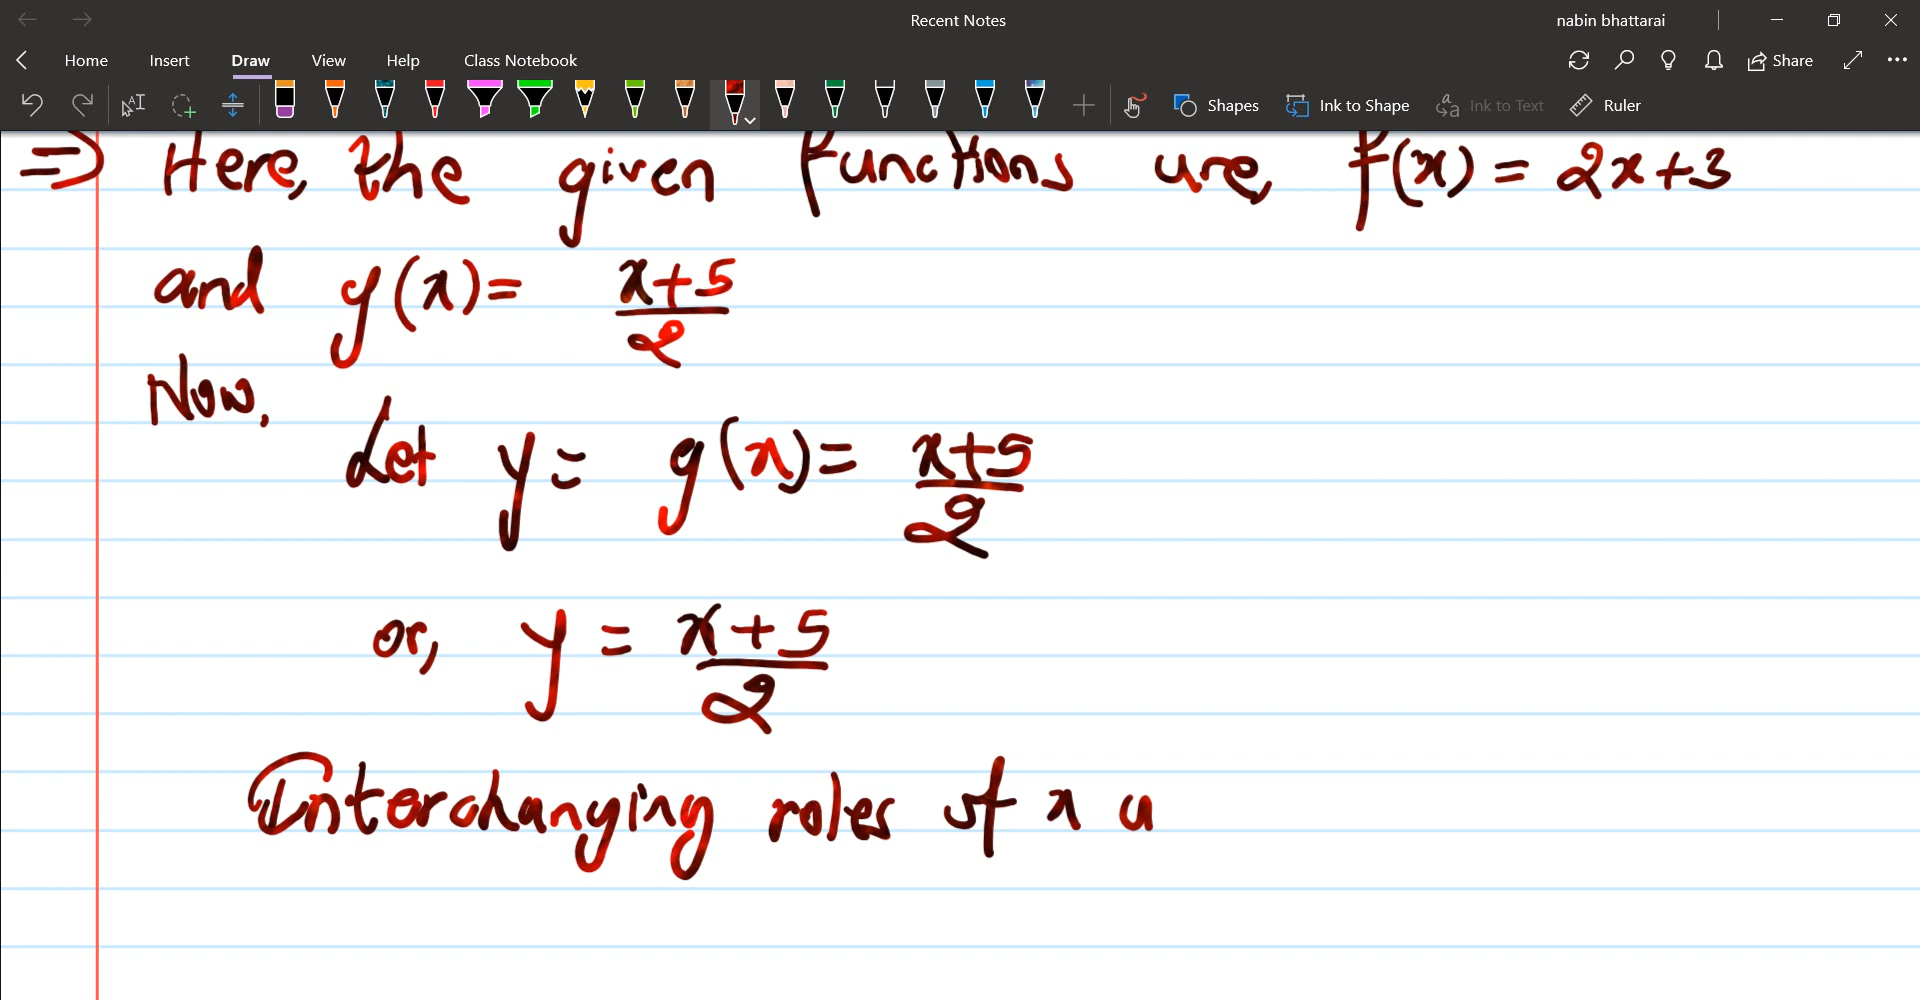 Recent Notes nabin bhattarai
Home Insert Draw View Help Class Notebook Share
Shapes Ink to Shape Ink to Text Ruler
=> Here, the given functions are, f(x) = 2x+3
and g(x)= x+5
2
Now,
Let y = g(x)= x+5
2
or, y = x+5
2
Interchanging roles of x a